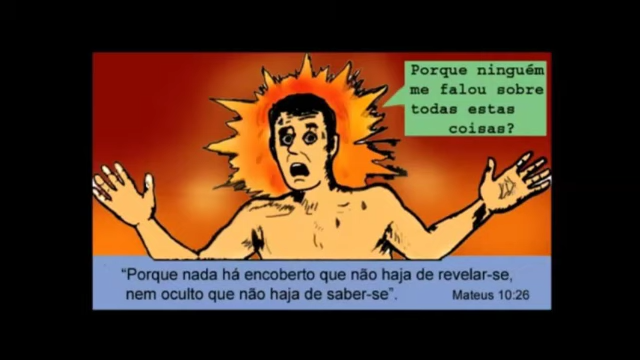 Porque ninguém
me falou sobre
todas estas
coisas?
“Porque nada há encoberto que não haja de revelar-se,
nem oculto que não haja de saber-se”.
Mateus 10:26